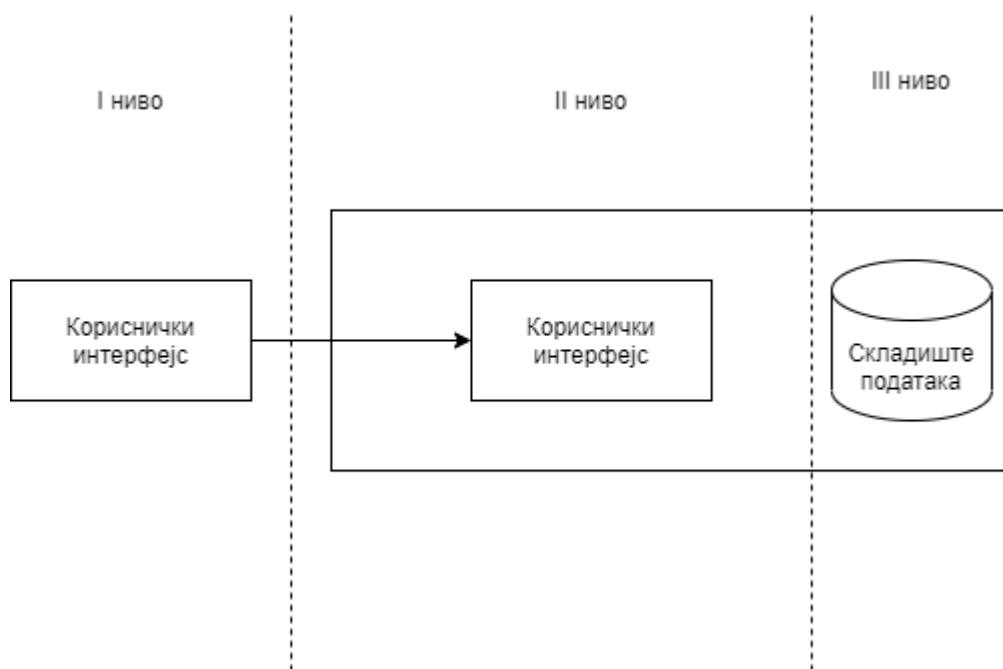 I ниво
II ниво
III ниво
Кориснички
интерфејс
Кориснички
интерфејс
Складиште
података